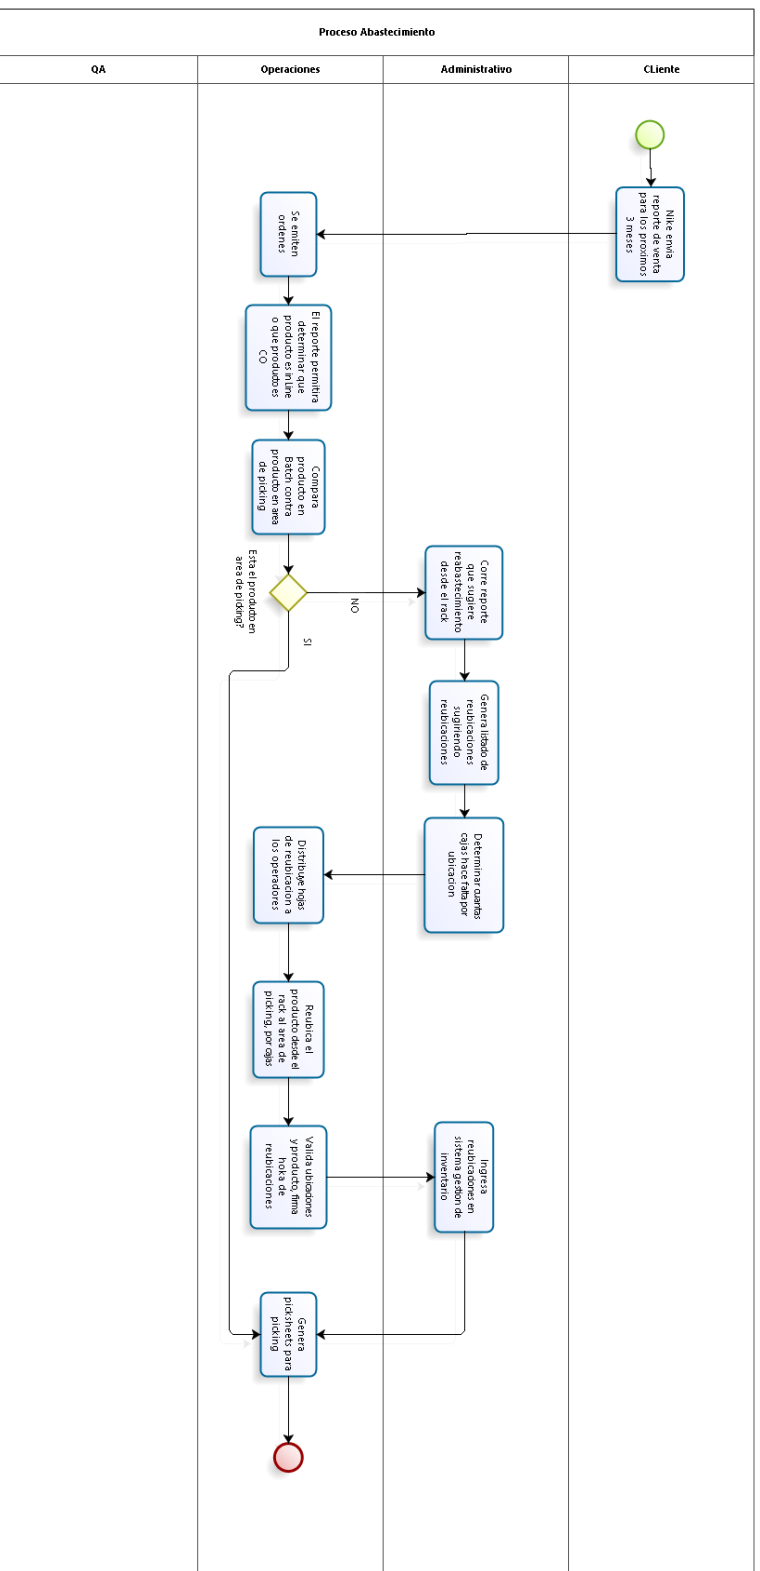 Proceso Abastecimiento
QA
Operaciones
Administrativo
CLiente
Nike envia
reporte de venta
para los proximos
3 meses
Se emiten
ordenes
El reporte permitira
determinar que
producto es inLine
o que producto es
CO
Compara
producto en
Batch contra
producto en area
de picking
Esta el producto en
area de picking?
NO
SI
Corre reporte
que sugiere
reabastecimiento
desde el rack
Genera listado de
reubicaciones
sugiriendo
reubicaciones
Determinar cuantas
cajas hace falta por
ubicacion
Distribuye hojas
de reubicacion a
los operadores
Reubica el
producto desde el
rack al area de
picking, por cajas
Valida ubicaciones
y producto, firma
hoka de
reubicaciones
Ingresa
reubicaciones en
sistema gestion de
inventario
Genera
picksheets para
picking